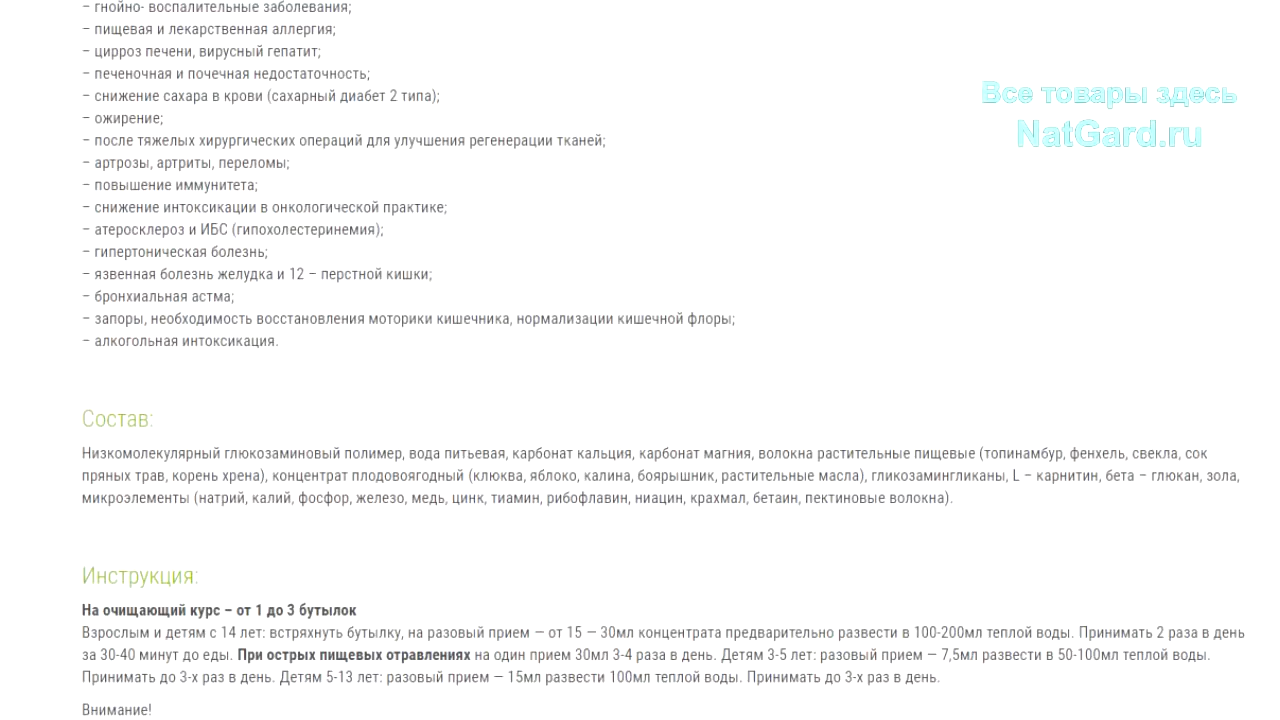 – гнойно- воспалительные заболевания;
– пищевая и лекарственная аллергия;
– цирроз печени, вирусный гепатит;
– печеночная и почечная недостаточность;
– снижение сахара в крови (сахарный диабет 2 типа);
– ожирение;
– после тяжелых хирургических операций для улучшения регенерации тканей;
– артрозы, артриты, переломы;
– повышение иммунитета;
– снижение интоксикации в онкологической практике;
– атеросклероз и ИБС (гипохолестеринемия);
– гипертоническая болезнь;
– язвенная болезнь желудка и 12 – перстной кишки;
– бронхиальная астма;
– запоры, необходимость восстановления моторики кишечника, нормализации кишечной флоры;
– алкогольная интоксикация.
Все товары здесь
NatGard.ru
Состав:
Низкомолекулярный глюкозаминовый полимер, вода питьевая, карбонат кальция, карбонат магния, волокна растительные пищевые (топинамбур, фенхель, свекла, сок
пряных трав, корень хрена), концентрат плодовоягодный (клюква, яблоко, калина, боярышник, растительные масла), гликозамингликаны, L – карнитин, бета – глюкан, зола,
микроэлементы (натрий, калий, фосфор, железо, медь, цинк, тиамин, рибофлавин, ниацин, крахмал, бетаин, пектиновые волокна).
Инструкция:
На очищающий курс – от 1 до 3 бутылок
Взрослым и детям с 14 лет: встряхнуть бутылку, на разовый прием — от 15 — 30мл концентрата предварительно развести в 100-200мл теплой воды. Принимать 2 раза в день
за 30-40 минут до еды. При острых пищевых отравлениях на один прием 30мл 3-4 раза в день. Детям 3-5 лет: разовый прием — 7,5мл развести в 50-100мл теплой воды.
Принимать до 3-х раз в день. Детям 5-13 лет: разовый прием — 15мл развести 100мл теплой воды. Принимать до 3-х раз в день.
Внимание!